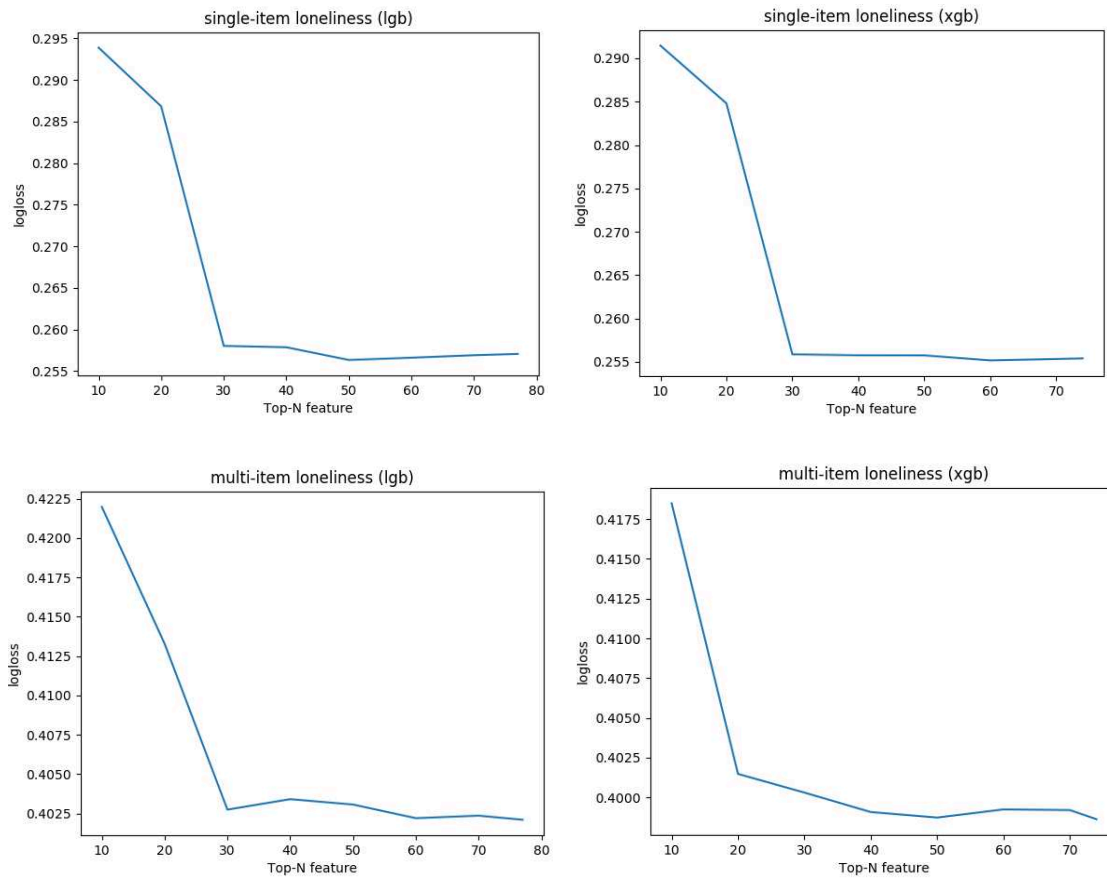 single-item loneliness (lgb)
0.295
0.290
0.285
0.280
0.275
0.270
0.265
0.260
0.255
logloss
10 20 30 40 50 60 70 80
Top-N feature
single-item loneliness (xgb)
0.290
0.285
0.280
0.275
0.270
0.265
0.260
0.255
logloss
10 20 30 40 50 60 70
Top-N feature
multi-item loneliness (lgb)
0.4225
0.4200
0.4175
0.4150
0.4125
0.4100
0.4075
0.4050
0.4025
logloss
10 20 30 40 50 60 70 80
Top-N feature
multi-item loneliness (xgb)
0.4175
0.4150
0.4125
0.4100
0.4075
0.4050
0.4025
0.400
logloss
10 20 30 40 50 60 70
Top-N feature